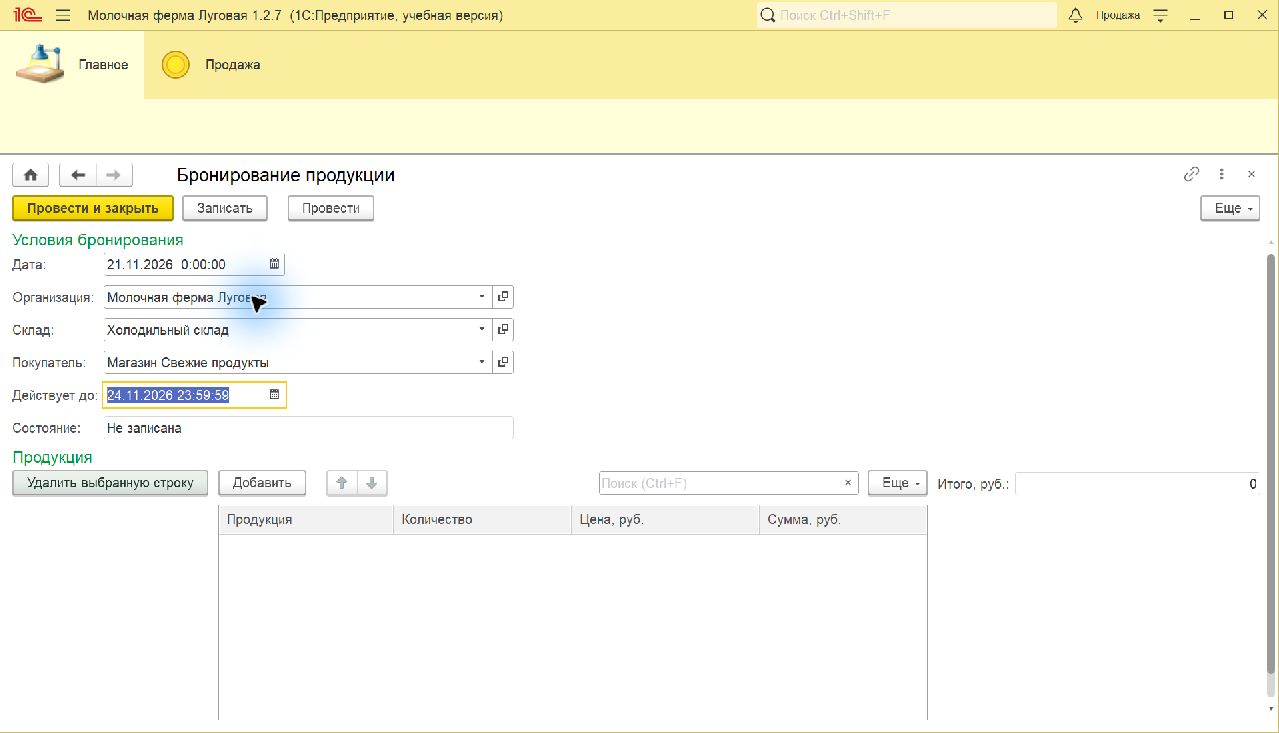 1С Молочная ферма Луговая 1.2.7 (1С:Предприятие, учебная версия) Поиск Ctrl+Shift+F Продажа
Главное Продажа
Бронирование продукции
Провести и закрыть Записать Провести Еще
Условия бронирования
Дата: 21.11.2026 0:00:00
Организация: Молочная ферма Луговая
Склад: Холодильный склад
Покупатель: Магазин Свежие продукты
Действует до: 24.11.2026 23:59:59
Состояние: Не записана
Продукция
Удалить выбранную строку Добавить Поиск (Ctrl+F) × Еще Итого, руб.: 0
Продукция Количество Цена, руб. Сумма, руб.